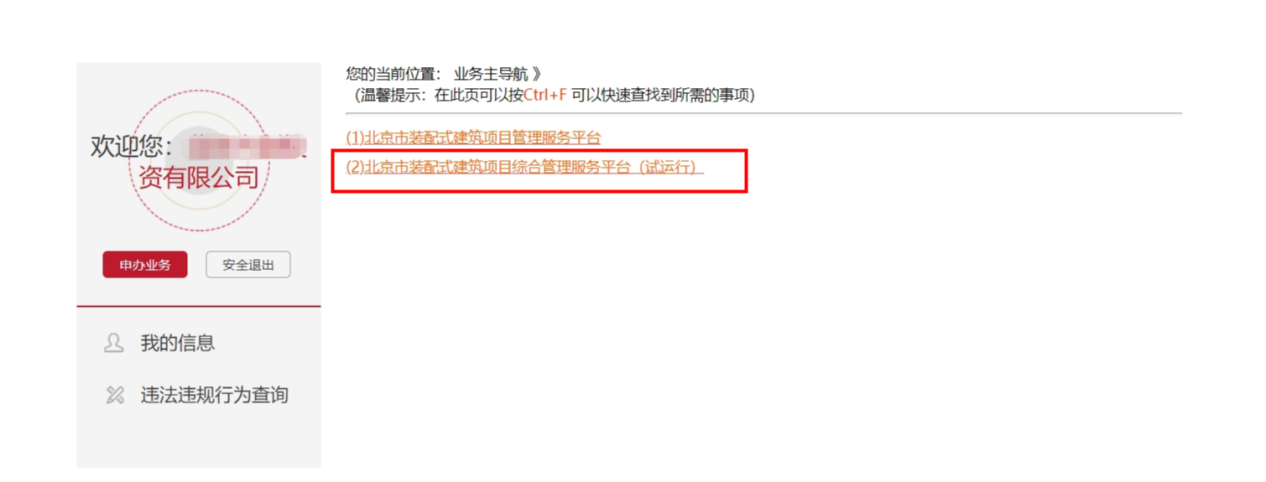 您的当前位置： 业务主导航 》
（温馨提示：在此页可以按Ctrl+F 可以快速查找到所需的事项)
欢迎您：
资有限公司
(1)北京市装配式建筑项目管理服务平台
(2)北京市装配式建筑项目综合管理服务平台（试运行）
申办业务
安全退出
我的信息
违法违规行为查询